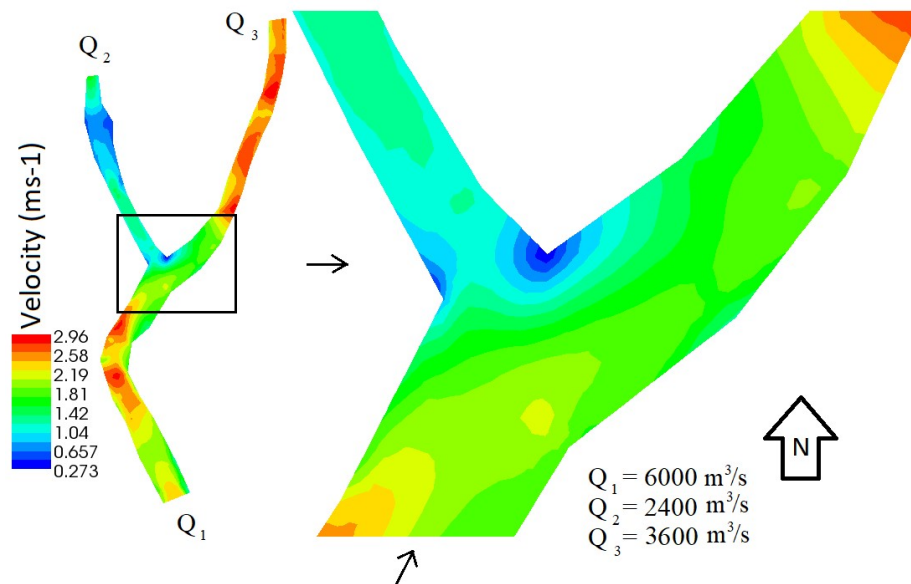 Q₂
Q₃
Velocity (ms-1)
2.96
2.58
2.19
1.81
1.42
1.04
0.657
0.273
Q₁
N
Q₁ = 6000 m³/s
Q₂ = 2400 m³/s
Q₃ = 3600 m³/s